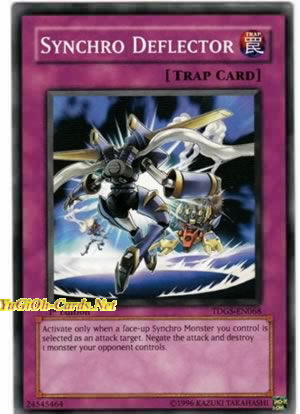 SYNCHRO DEFLECTOR
TRAP
罠
[TRAP CARD]
YuGiOh-Cards.Net
TDGS-EN068
Activate only when a face-up Synchro Monster you control is
selected as an attack target. Negate the attack and destroy
1 monster your opponent controls.
24545464
©1996 KAZUKI TAKAHASHI